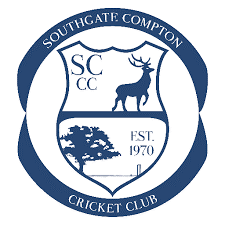 SOUTHGATE COMPTON
SC
CC
EST.
1970
CRICKET CLUB